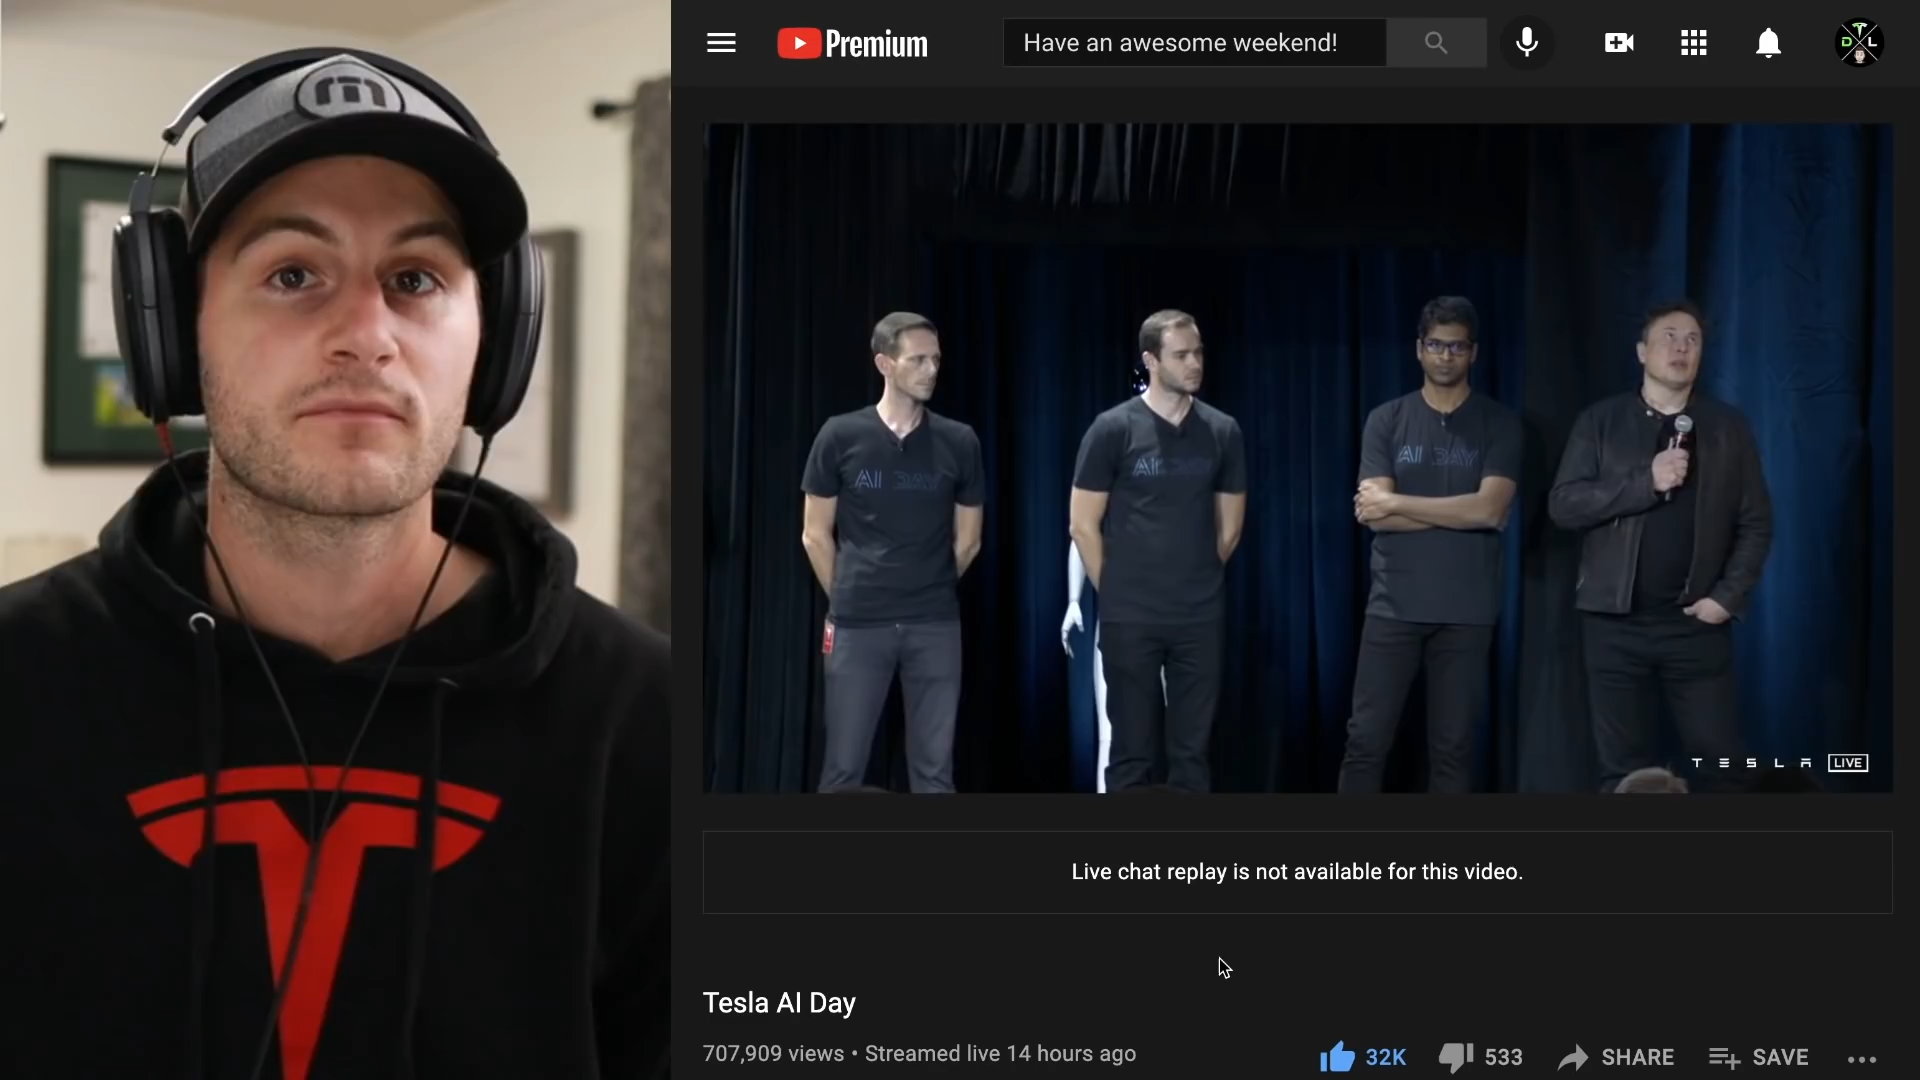 Premium
Have an awesome weekend!
D L
AI DAY
AI DAY
AI DAY
TESLA LIVE
Live chat replay is not available for this video.
Tesla AI Day
707,909 views • Streamed live 14 hours ago
32K
533
SHARE
SAVE